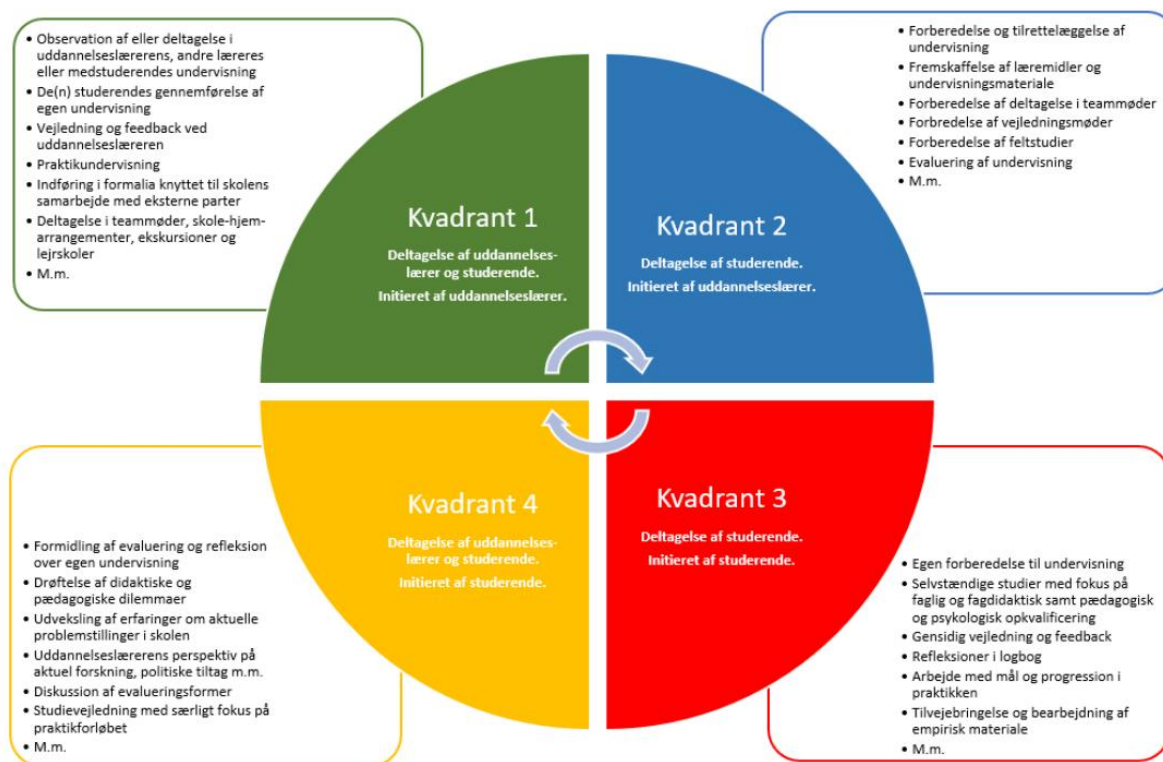 • Observation af eller deltagelse i
uddannelseslærerens, andre læreres
eller medstuderendes undervisning
• De(n) studerendes gennemførelse af
egen undervisning
• Vejledning og feedback ved
uddannelseslæreren
• Praktikundervisning
• Indføring i formalia knyttet til skolens
samarbejde med eksterne parter
• Deltagelse i teammøder, skole-hjem-
arrangementer, ekskursioner og
lejrskoler
• M.m.
Kvadrant 1
Deltagelse af uddannelses-
lærer og studerende.
Initieret af uddannelseslærer.
• Forberedelse og tilrettelæggelse af
undervisning
• Fremskaffelse af læremidler og
undervisningsmateriale
• Forberedelse af deltagelse i teammøder
• Forbredelse af vejledningsmøder
• Forberedelse af feltstudier
• Evaluering af undervisning
• M.m.
Kvadrant 2
Deltagelse af studerende.
Initieret af uddannelseslærer.
Kvadrant 4
Deltagelse af uddannelses-
lærer og studerende.
Initieret af studerende.
• Formidling af evaluering og refleksion
over egen undervisning
• Drøftelse af didaktiske og
pædagogiske dilemmaer
• Udveksling af erfaringer om aktuelle
problemstillinger i skolen
• Uddannelseslærerens perspektiv på
aktuel forskning, politiske tiltag m.m.
• Diskussion af evalueringsformer
• Studievejledning med særligt fokus på
praktikforløbet
• M.m.
Kvadrant 3
Deltagelse af studerende.
Initieret af studerende.
• Egen forberedelse til undervisning
• Selvstændige studier med fokus på
faglig og fagdidaktisk samt pædagogisk
og psykologisk opkvalificering
• Gensidig vejledning og feedback
• Refleksioner i logbog
• Arbejde med mål og progression i
praktikken
• Tilvejebringelse og bearbejdning af
empirisk materiale
• M.m.